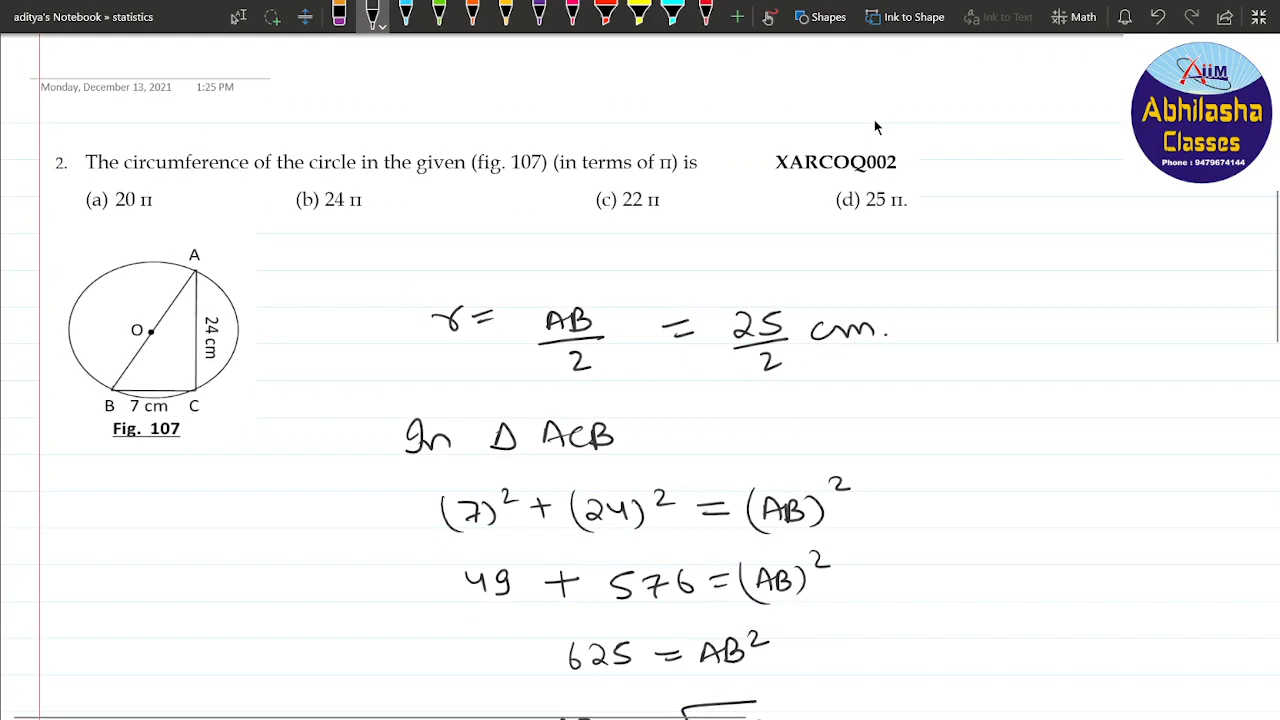 aditya's Notebook » statistics
Shapes
Ink to Shape
Ink to Text
Math
Monday, December 13, 2021 1:25 PM
AIIM
Abhilasha
Classes
Phone : 9479674144
2. The circumference of the circle in the given (fig. 107) (in terms of π) is XARCOQ002
(a) 20 π (b) 24 π (c) 22 π (d) 25 π.
A
O
24 cm
B 7 cm C
Fig. 107
r = AB/2 = 25/2 cm.
In Δ ACB
(7)² + (24)² = (AB)²
49 + 576 = (AB)²
625 = AB²